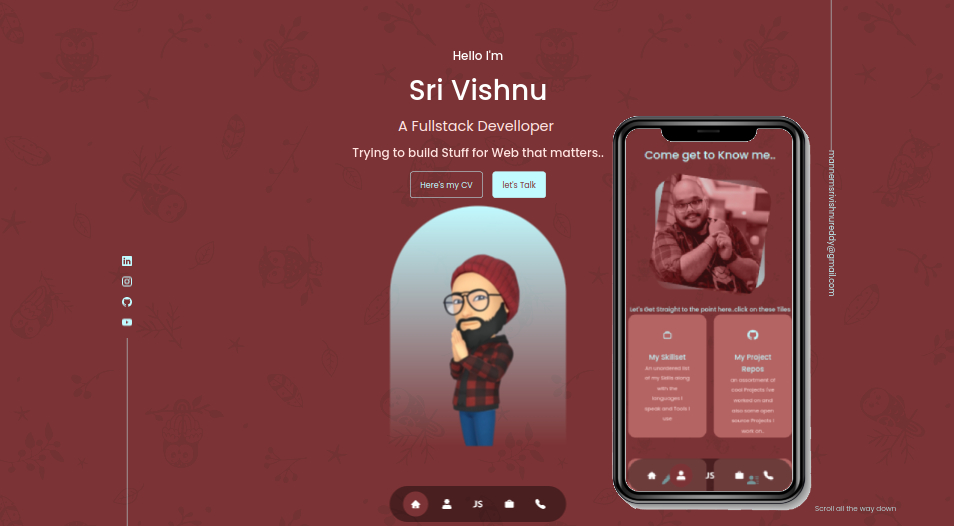 Hello I'm
Sri Vishnu
A Fullstack Develloper
Trying to build Stuff for Web that matters..
Here's my CV
let's Talk
JS
Come get to Know me..
Let's Get Straight to the point here..click on these Tiles
My Skillset
An unordered list
of my Skills along
with the
languages I
speak and Tools I
use
My Project
Repos
An assortment of
cool Projects I've
worked on and
also some open
source Projects I
work on..
JS
mannemsrivishnureddy@gmail.com
Scroll all the way down